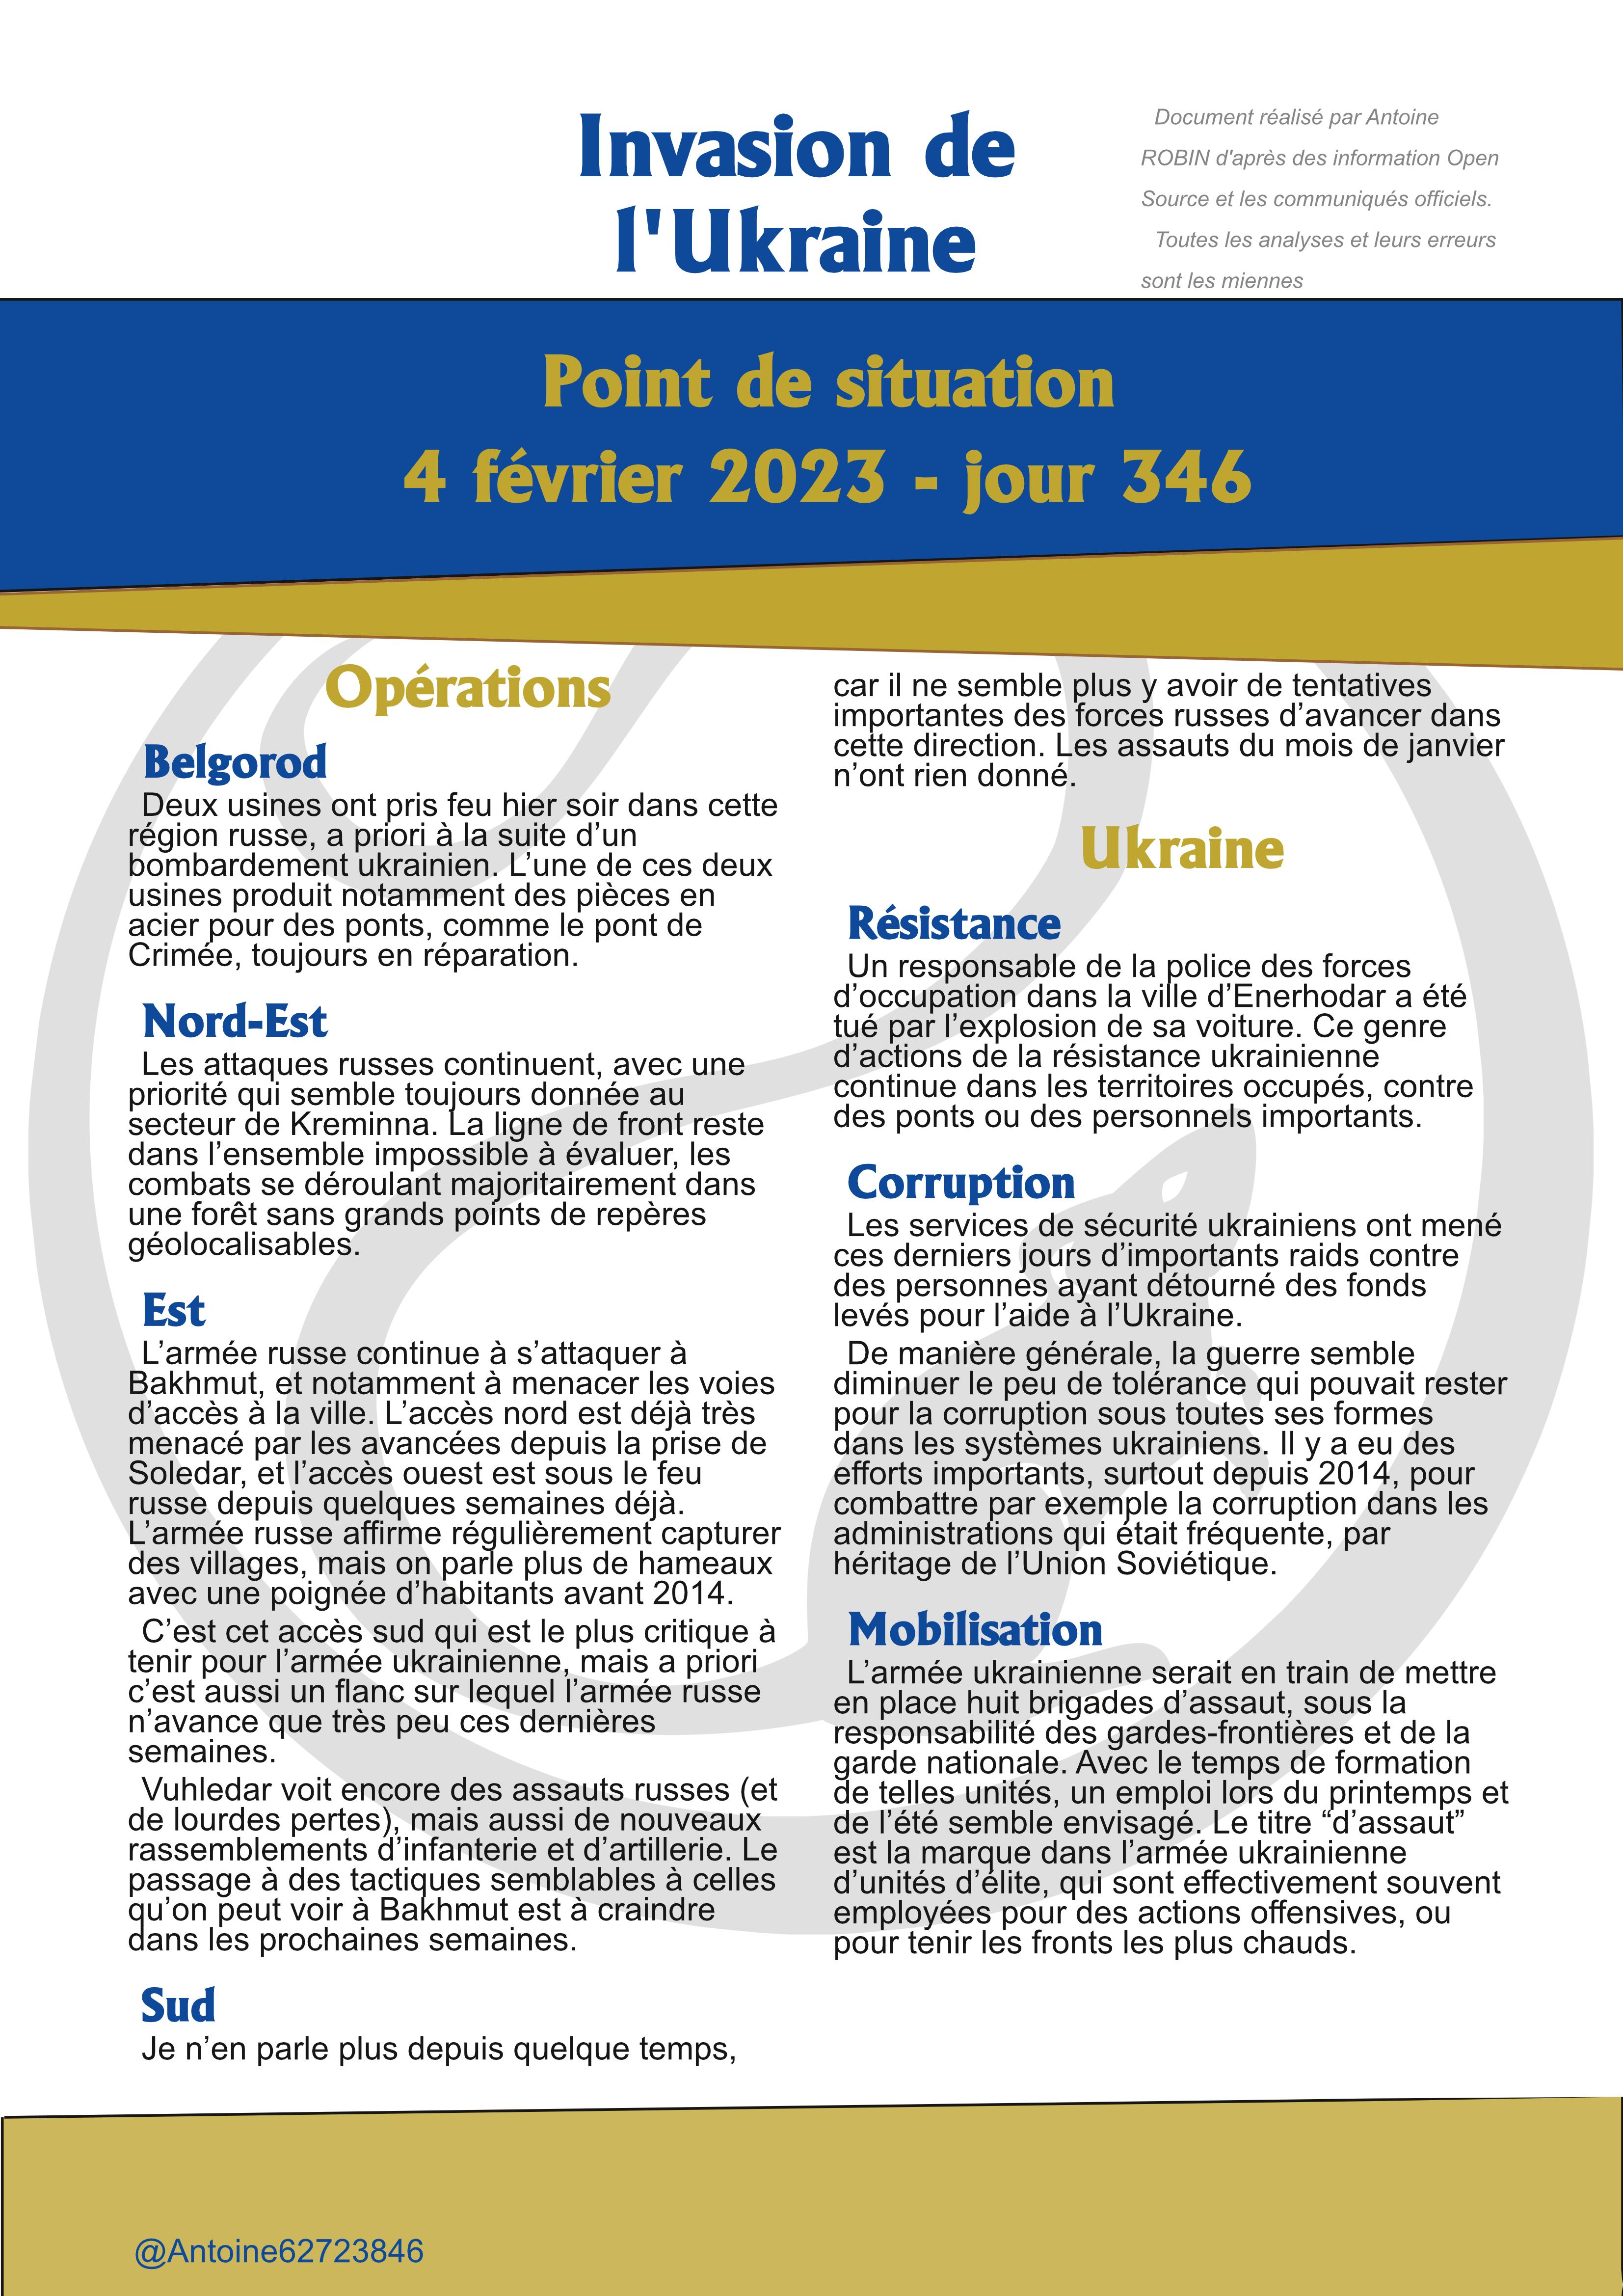 Invasion de
l'Ukraine
Document réalisé par Antoine
ROBIN d'après des information Open
Source et les communiqués officiels.
Toutes les analyses et leurs erreurs
sont les miennes
Point de situation
4 février 2023 - jour 346
Opérations
Belgorod
Deux usines ont pris feu hier soir dans cette
région russe, a priori à la suite d’un
bombardement ukrainien. L’une de ces deux
usines produit notamment des pièces en
acier pour des ponts, comme le pont de
Crimée, toujours en réparation.
Nord-Est
Les attaques russes continuent, avec une
priorité qui semble toujours donnée au
secteur de Kreminna. La ligne de front reste
dans l’ensemble impossible à évaluer, les
combats se déroulant majoritairement dans
une forêt sans grands points de repères
géolocalisables.
Est
L’armée russe continue à s’attaquer à
Bakhmut, et notamment à menacer les voies
d’accès à la ville. L’accès nord est déjà très
menacé par les avancées depuis la prise de
Soledar, et l’accès ouest est sous le feu
russe depuis quelques semaines déjà.
L’armée russe affirme régulièrement capturer
des villages, mais on parle plus de hameaux
avec une poignée d’habitants avant 2014.
C’est cet accès sud qui est le plus critique à
tenir pour l’armée ukrainienne, mais a priori
c’est aussi un flanc sur lequel l’armée russe
n’avance que très peu ces dernières
semaines.
Vuhledar voit encore des assauts russes (et
de lourdes pertes), mais aussi de nouveaux
rassemblements d’infanterie et d’artillerie. Le
passage à des tactiques semblables à celles
qu’on peut voir à Bakhmut est à craindre
dans les prochaines semaines.
Sud
Je n’en parle plus depuis quelque temps,
car il ne semble plus y avoir de tentatives
importantes des forces russes d’avancer dans
cette direction. Les assauts du mois de janvier
n’ont rien donné.
Ukraine
Résistance
Un responsable de la police des forces
d’occupation dans la ville d’Enerhodar a été
tué par l’explosion de sa voiture. Ce genre
d’actions de la résistance ukrainienne
continue dans les territoires occupés, contre
des ponts ou des personnels importants.
Corruption
Les services de sécurité ukrainiens ont mené
ces derniers jours d’importants raids contre
des personnes ayant détourné des fonds
levés pour l’aide à l’Ukraine.
De manière générale, la guerre semble
diminuer le peu de tolérance qui pouvait rester
pour la corruption sous toutes ses formes
dans les systèmes ukrainiens. Il y a eu des
efforts importants, surtout depuis 2014, pour
combattre par exemple la corruption dans les
administrations qui était fréquente, par
héritage de l’Union Soviétique.
Mobilisation
L’armée ukrainienne serait en train de mettre
en place huit brigades d’assaut, sous la
responsabilité des gardes-frontières et de la
garde nationale. Avec le temps de formation
de telles unités, un emploi lors du printemps et
de l’été semble envisagé. Le titre “d’assaut”
est la marque dans l’armée ukrainienne
d’unités d’élite, qui sont effectivement souvent
employées pour des actions offensives, ou
pour tenir les fronts les plus chauds.
@Antoine62723846